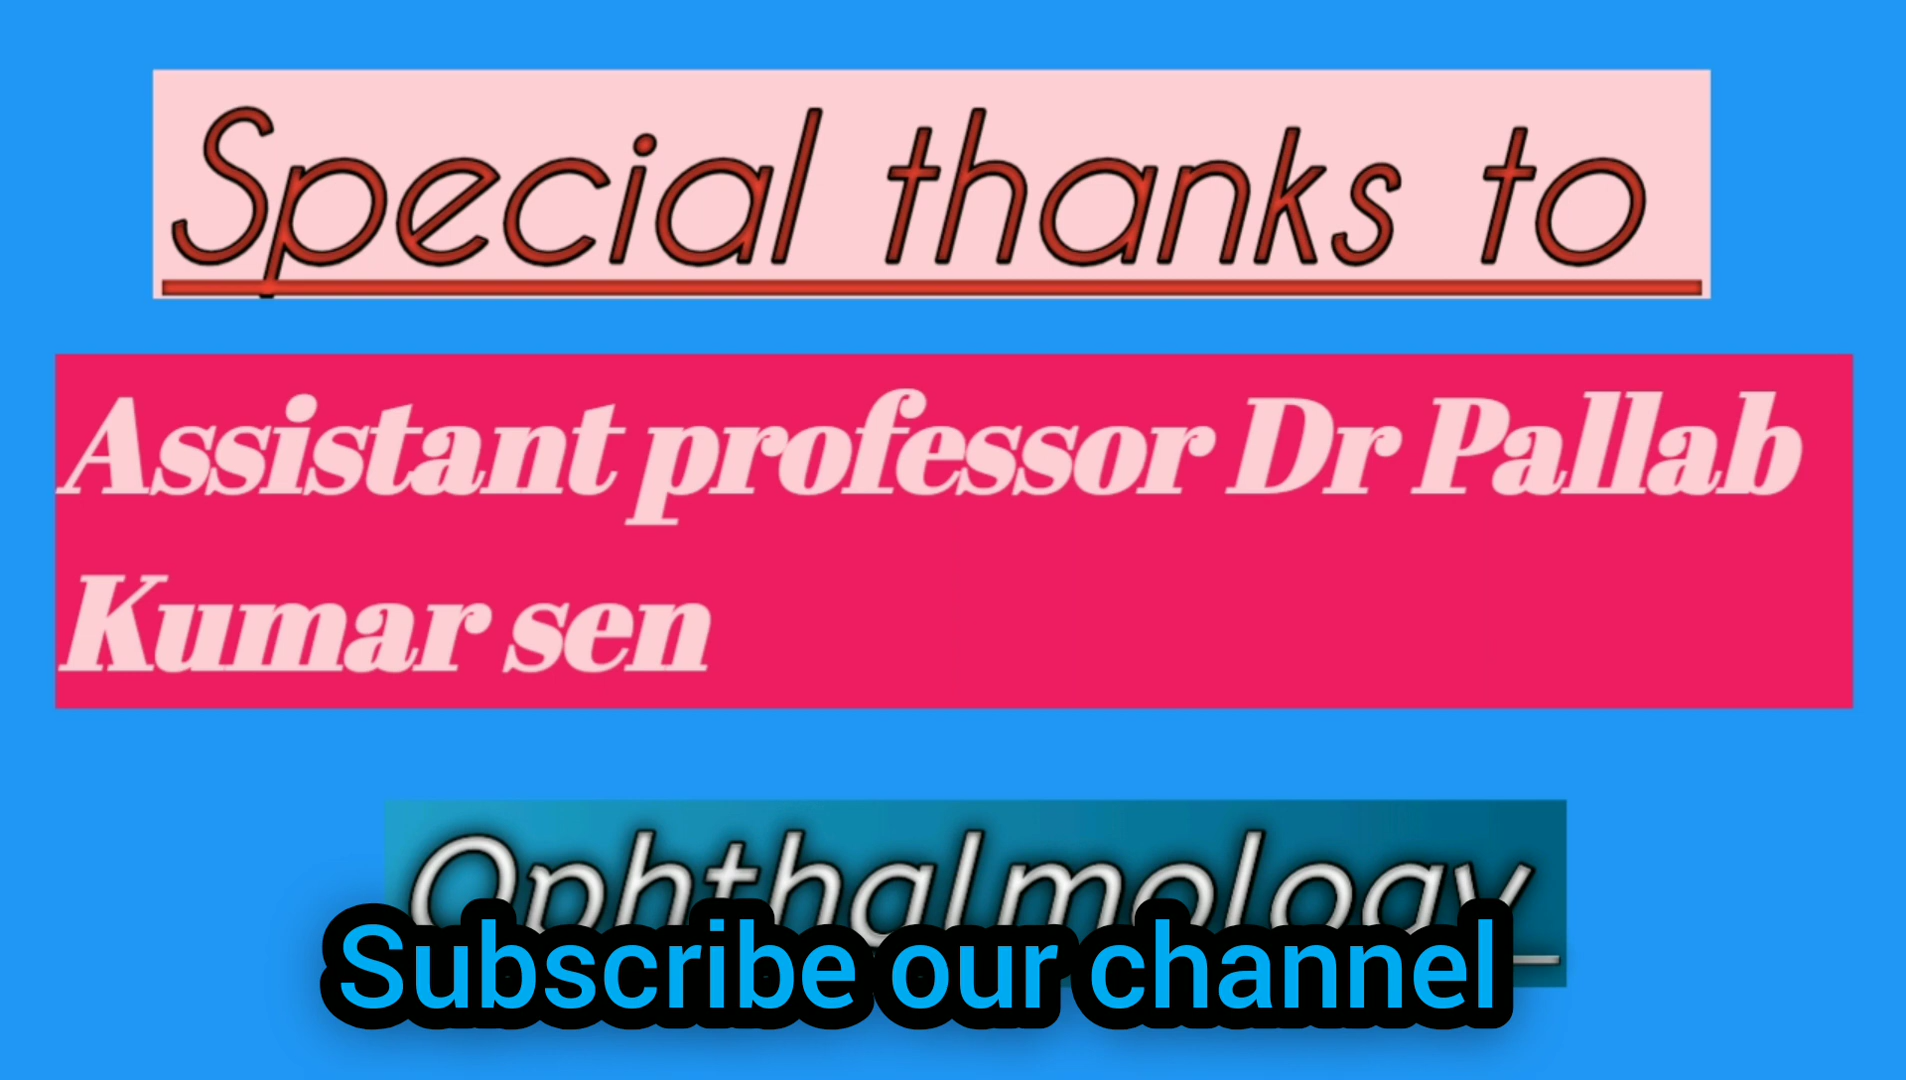 Special thanks to
Assistant professor Dr Pallab
Kumar sen
Ophthalmology
Subscribe our channel